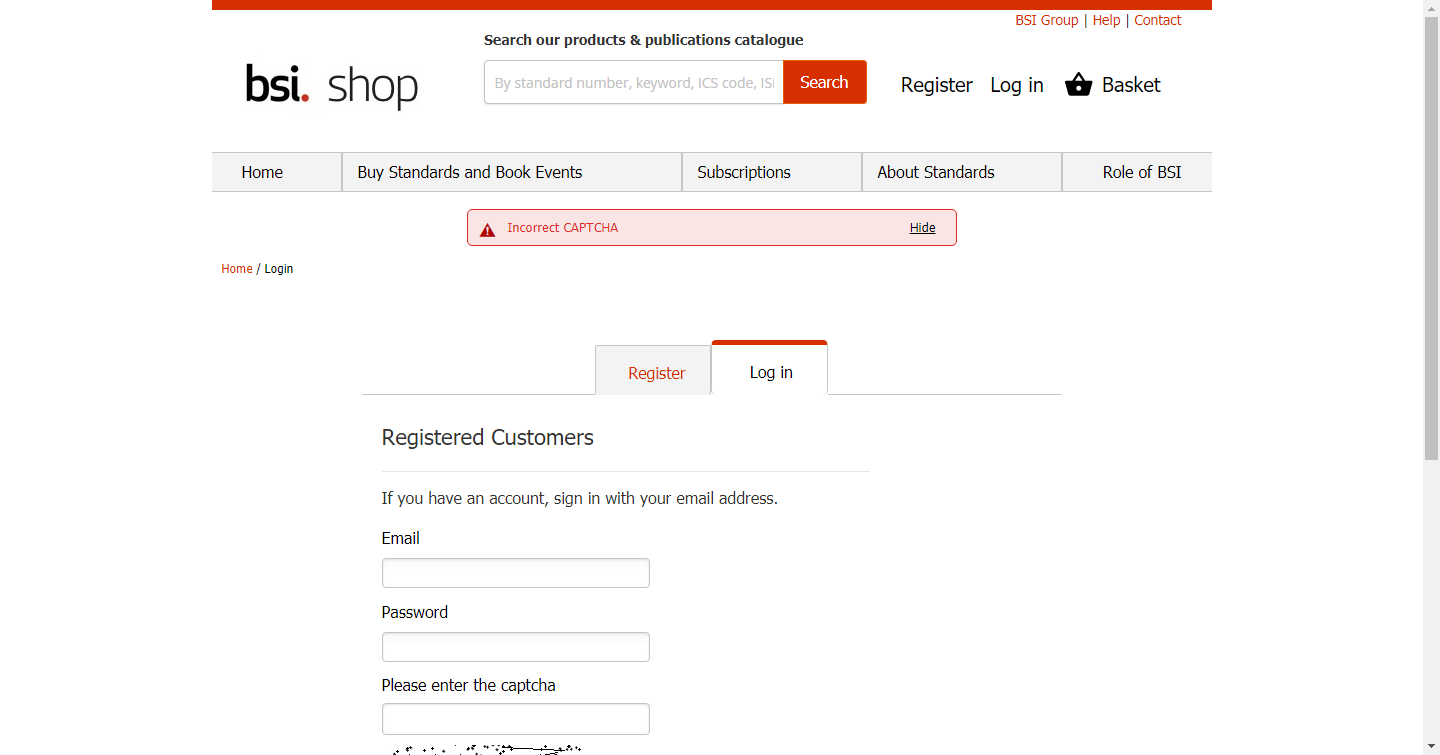 BSI Group | Help | Contact
Search our products & publications catalogue
bsi. shop
By standard number, keyword, ICS code, ISI
Search
Register
Log in
Basket
Home
Buy Standards and Book Events
Subscriptions
About Standards
Role of BSI
Incorrect CAPTCHA
Hide
Home / Login
Register
Log in
Registered Customers
If you have an account, sign in with your email address.
Email
Password
Please enter the captcha